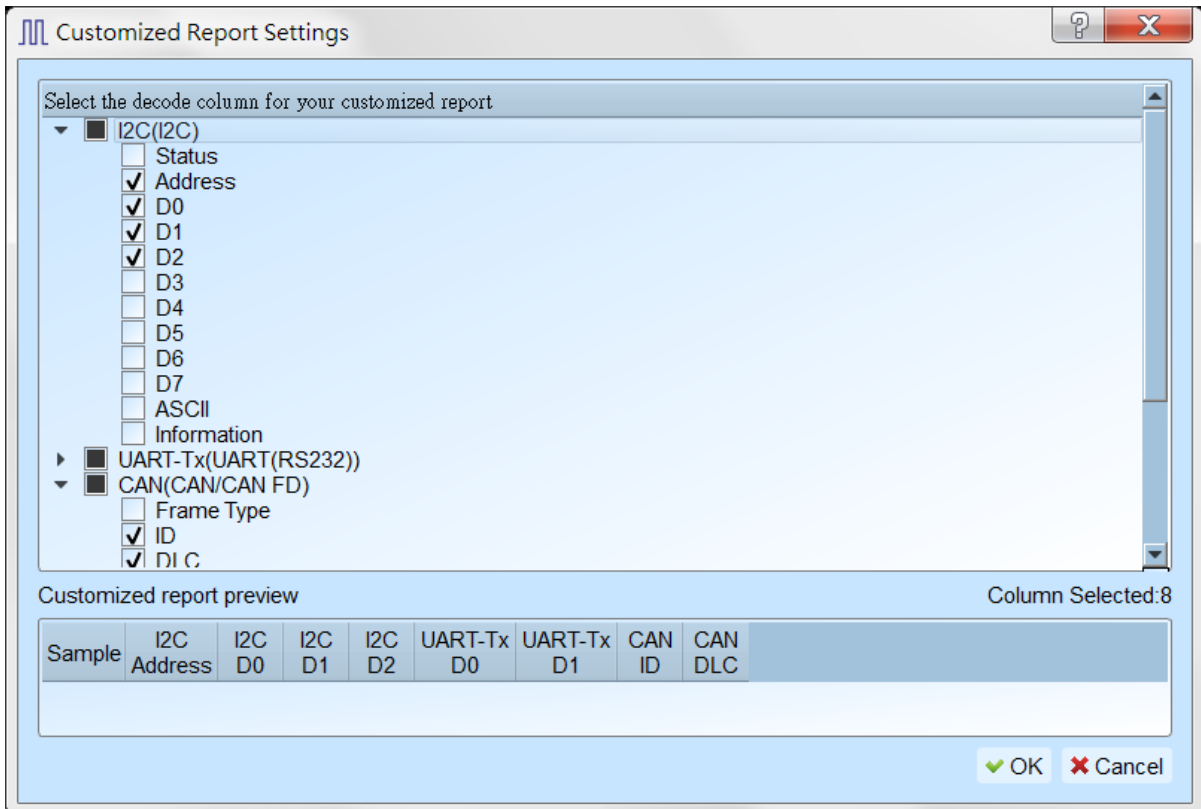 Customized Report Settings
Select the decode column for your customized report
I2C(I2C)
Status
Address
D0
D1
D2
D3
D4
D5
D6
D7
ASCII
Information
UART-Tx(UART(RS232))
CAN(CAN/CAN FD)
Frame Type
ID
DLC
Customized report preview
Column Selected:8
Sample I2C I2C I2C I2C UART-Tx UART-Tx CAN CAN
Address D0 D1 D2 D0 D1 ID DLC
OK Cancel